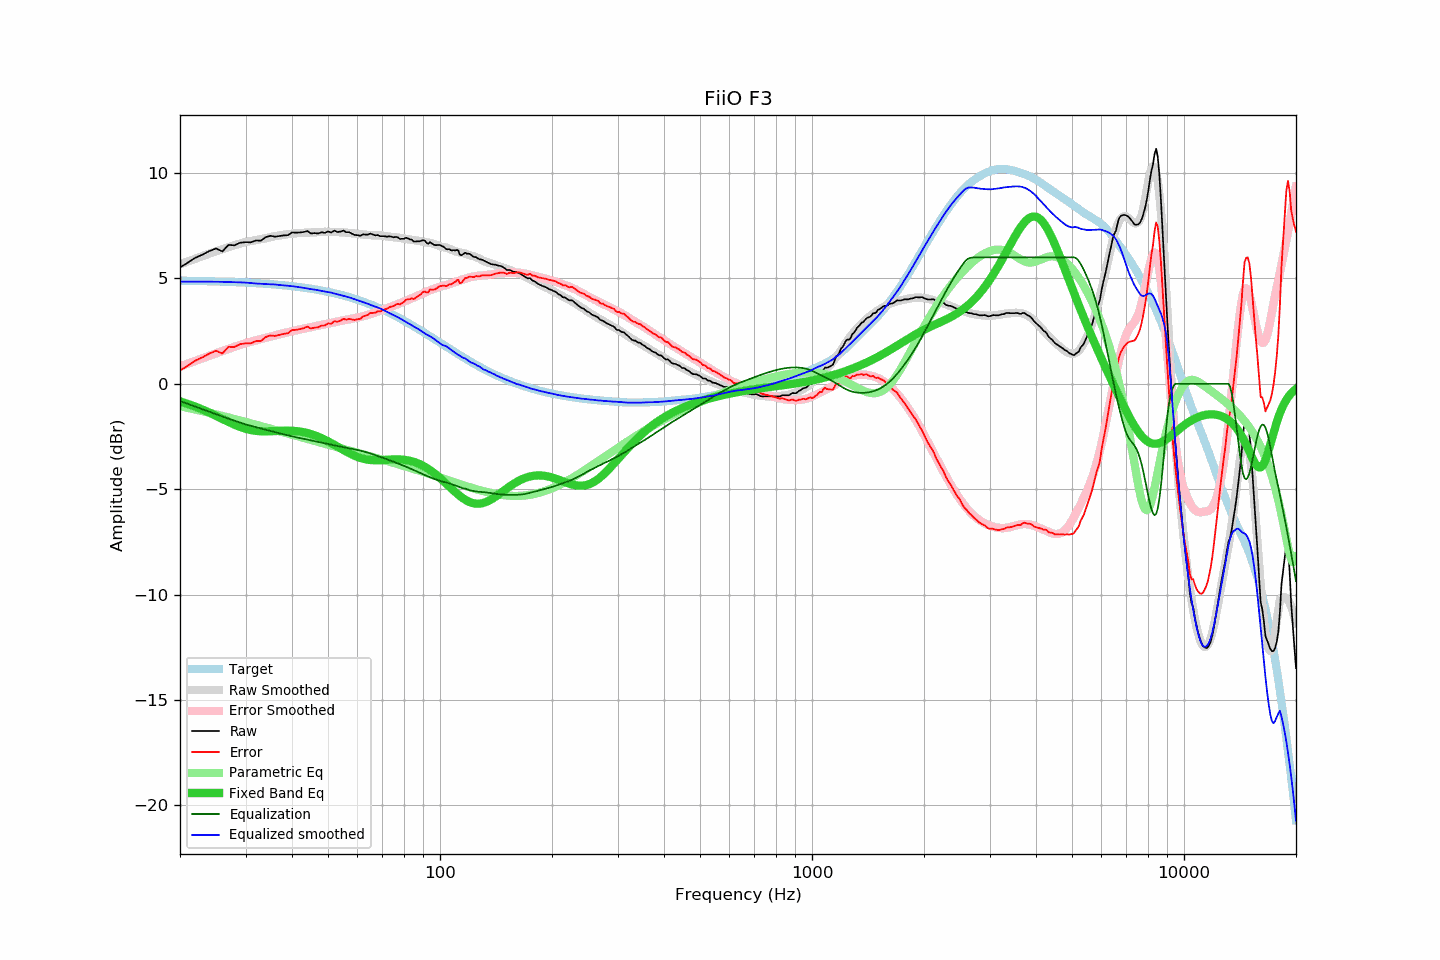 FiiO F3
10
5
0
−5
−10
−15
−20
Amplitude (dBr)
Target
Raw Smoothed
Error Smoothed
Raw
Error
Parametric Eq
Fixed Band Eq
Equalization
Equalized smoothed
100
1000
10000
Frequency (Hz)